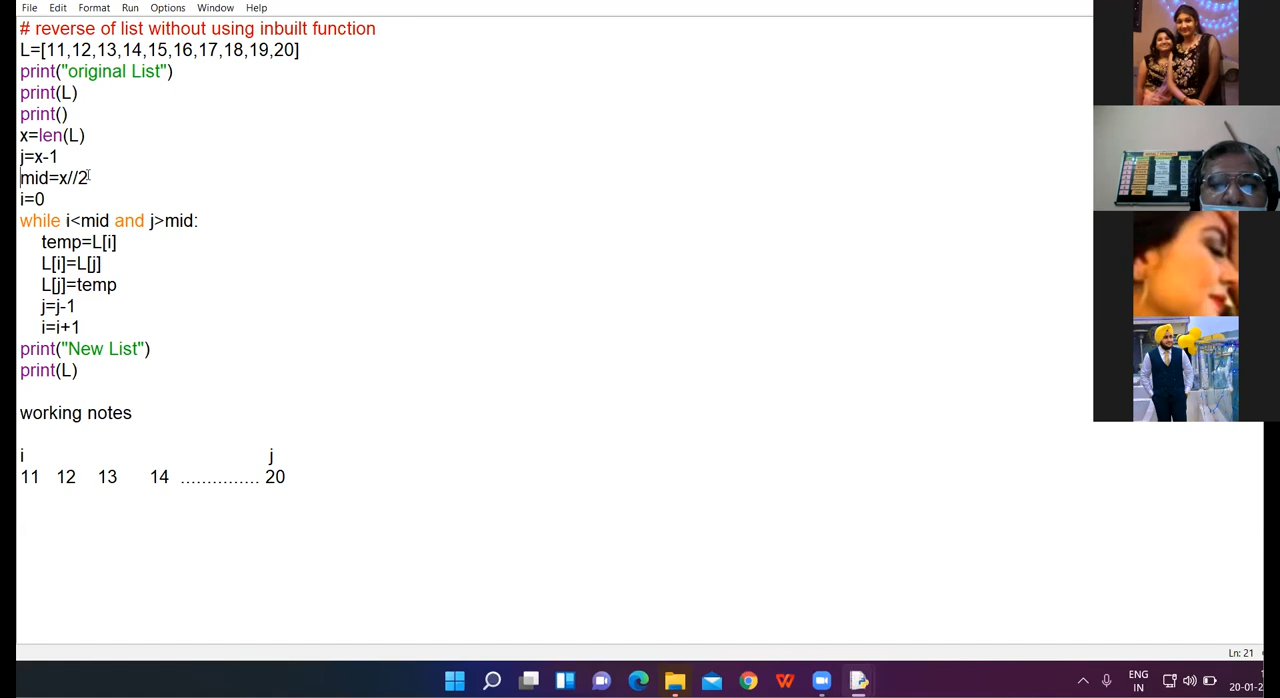 File Edit Format Run Options Window Help
# reverse of list without using inbuilt function
L=[11,12,13,14,15,16,17,18,19,20]
print("original List")
print(L)
print()
x=len(L)
j=x-1
mid=x//2
i=0
while i<mid and j>mid:
temp=L[i]
L[i]=L[j]
L[j]=temp
j=j-1
i=i+1
print("New List")
print(L)
working notes
i j
11 12 13 14 ............... 20
Ln: 21
ENG
IN
20-01-2